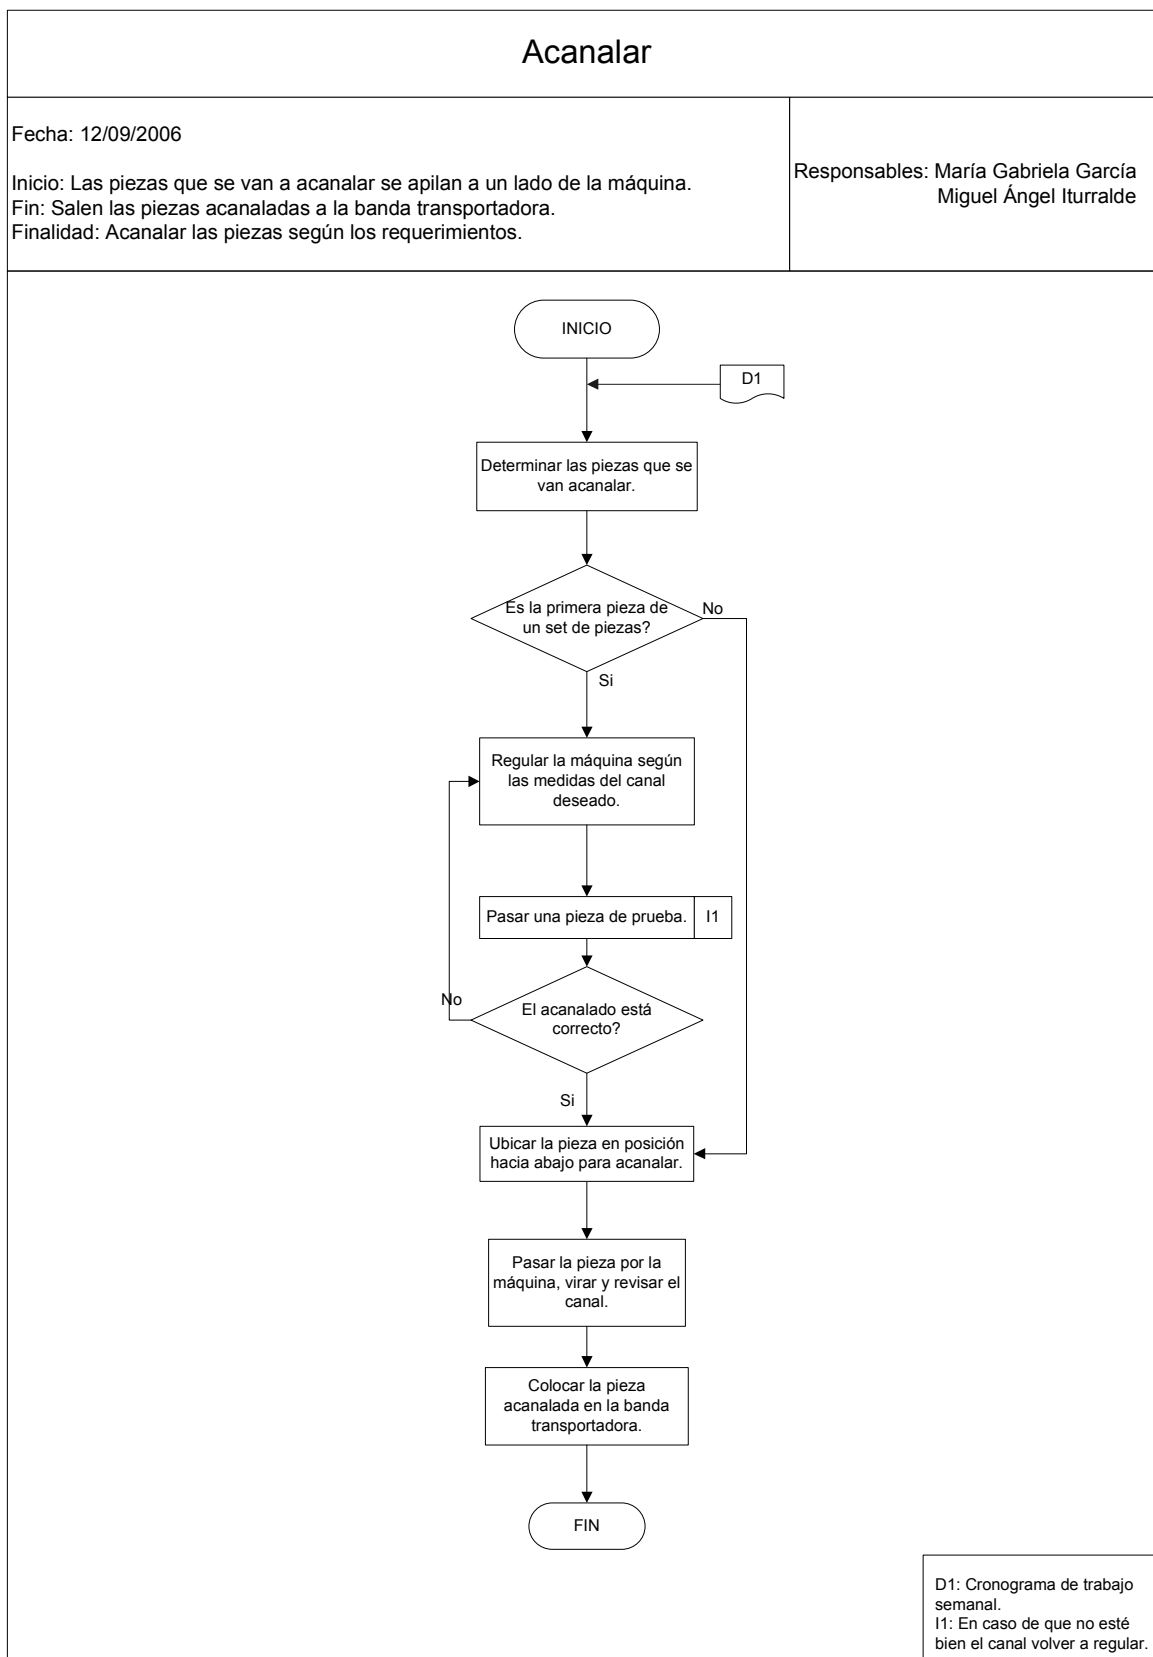 Acanalar
Fecha: 12/09/2006
Inicio: Las piezas que se van a acanalar se apilan a un lado de la máquina.
Fin: Salen las piezas acanaladas a la banda transportadora.
Finalidad: Acanalar las piezas según los requerimientos.
Responsables: María Gabriela García
Miguel Ángel Iturralde
INICIO
D1
Determinar las piezas que se
van acanalar.
Es la primera pieza de
un set de piezas?
No
Si
Regular la máquina según
las medidas del canal
deseado.
Pasar una pieza de prueba.
I1
El acanalado está
correcto?
No
Si
Ubicar la pieza en posición
hacia abajo para acanalar.
Pasar la pieza por la
máquina, virar y revisar el
canal.
Colocar la pieza
acanalada en la banda
transportadora.
FIN
D1: Cronograma de trabajo
semanal.
I1: En caso de que no esté
bien el canal volver a regular.